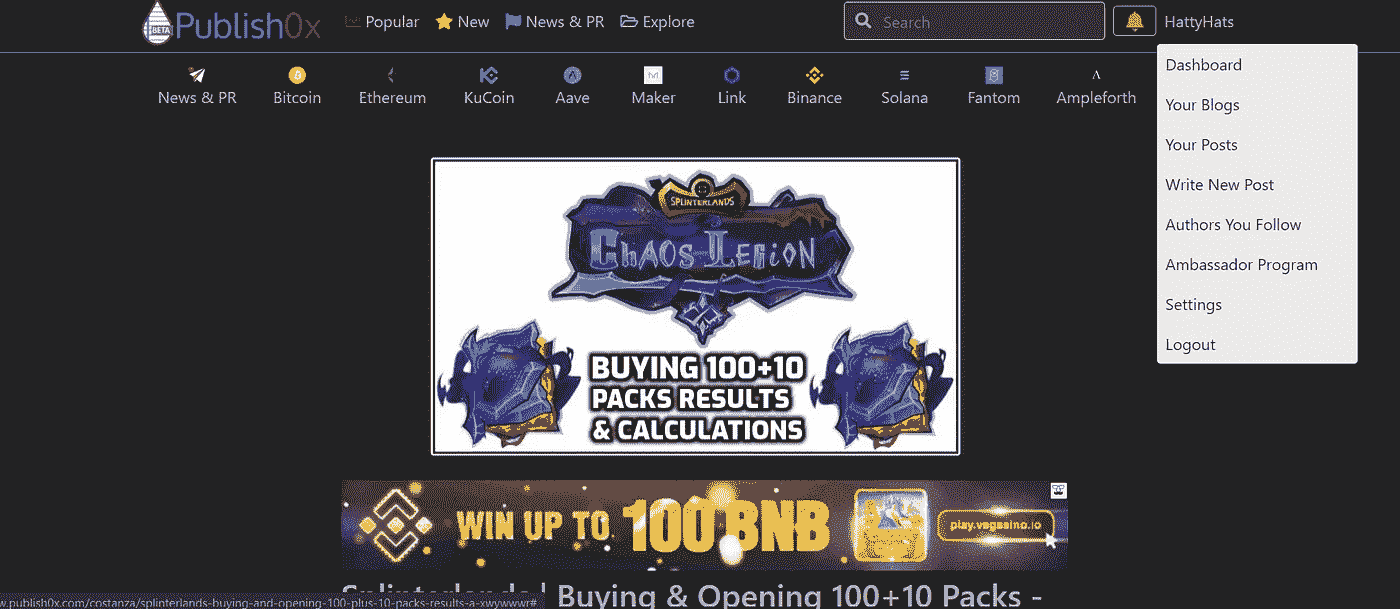 BETA Publish0x Popular New News & PR Explore Search HattyHats
Dashboard
Your Blogs
Your Posts
Write New Post
Authors You Follow
Ambassador Program
Settings
Logout
News & PR Bitcoin Ethereum KuCoin Aave Maker Link Binance Solana Fantom Ampleforth
SPLINTERLANDS
CHAOS LEGION
BUYING 100+10
PACKS RESULTS
& CALCULATIONS
WIN UP TO 100 BNB play.vegasino.io
Splinterlands | Buying & Opening 100+10 Packs -
w.publish0x.com/costanza/splinterlands-buying-and-opening-100-plus-10-packs-results-a-xwywwwr#